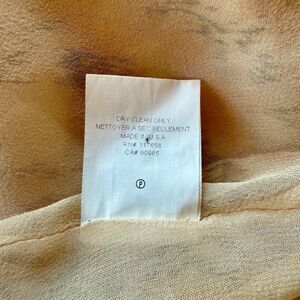 DRY CLEAN ONLY
NETTOYER A SEC SEULEMENT
MADE IN U.S.A.
RN# 117656
CA# 00985
P